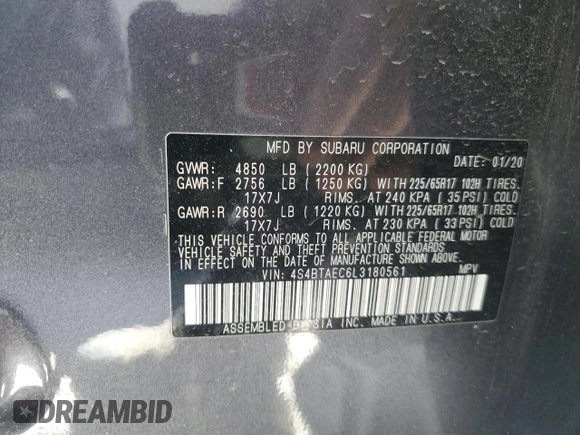 MFD BY SUBARU CORPORATION
DATE: 01/20
GVWR: 4850 LB (2200 KG)
GAWR:F 2756 LB (1250 KG) WITH 225/65R17 102H TIRES.
17X7J RIMS. AT 240 KPA (35 PSI) COLD
GAWR:R 2690 LB (1220 KG) WITH 225/65R17 102H TIRES.
17X7J RIMS. AT 230 KPA (33 PSI) COLD
THIS VEHICLE CONFORMS TO ALL APPLICABLE FEDERAL MOTOR
VEHICLE SAFETY, BUMPER, AND THEFT PREVENTION STANDARDS
IN EFFECT ON THE DATE OF MANUFACTURE SHOWN ABOVE.
VIN: 4S4BTAEC6L3180561 MPV
ASSEMBLED BY SIA INC. MADE IN U.S.A.
DREAMBID